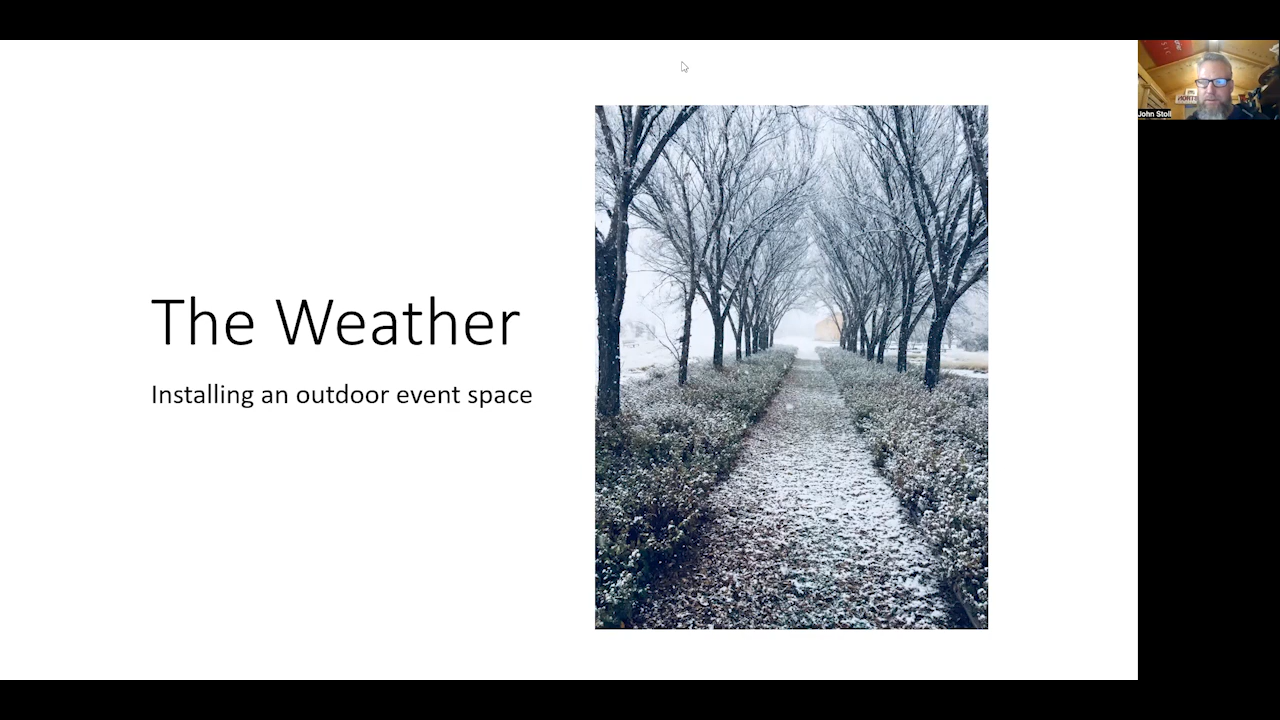 The Weather
Installing an outdoor event space
John Stoll